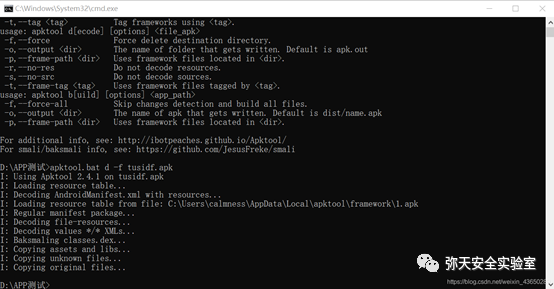 C:\Windows\System32\cmd.exe
-t,--tag <tag>          Tag frameworks using <tag>.
usage: apktool d[ecode] [options] <file_apk>
-f,--force              Force delete destination directory.
-o,--output <dir>       The name of folder that gets written. Default is apk.out
-p,--frame-path <dir>   Uses framework files located in <dir>.
-r,--no-res             Do not decode resources.
-s,--no-src             Do not decode sources.
-t,--frame-tag <tag>    Uses framework files tagged by <tag>.
usage: apktool b[uild] [options] <app_path>
-f,--force-all          Skip changes detection and build all files.
-o,--output <dir>       The name of apk that gets written. Default is dist/name.apk
-p,--frame-path <dir>   Uses framework files located in <dir>.
For additional info, see: http://ibotpeaches.github.io/Apktool/
For smali/baksmali info, see: https://github.com/JesusFreke/smali
D:\APP测试>apktool.bat d -f tusidf.apk
I: Using Apktool 2.4.1 on tusidf.apk
I: Loading resource table...
I: Decoding AndroidManifest.xml with resources...
I: Loading resource table from file: C:\Users\calmness\AppData\Local\apktool\framework\1.apk
I: Regular manifest package...
I: Decoding file-resources...
I: Decoding values */* XMLs...
I: Baksmaling classes.dex...
I: Copying assets and libs...
I: Copying unknown files...
I: Copying original files...
弥天安全实验室
https://blog.csdn.net/weixin_4365028
D:\APP测试>